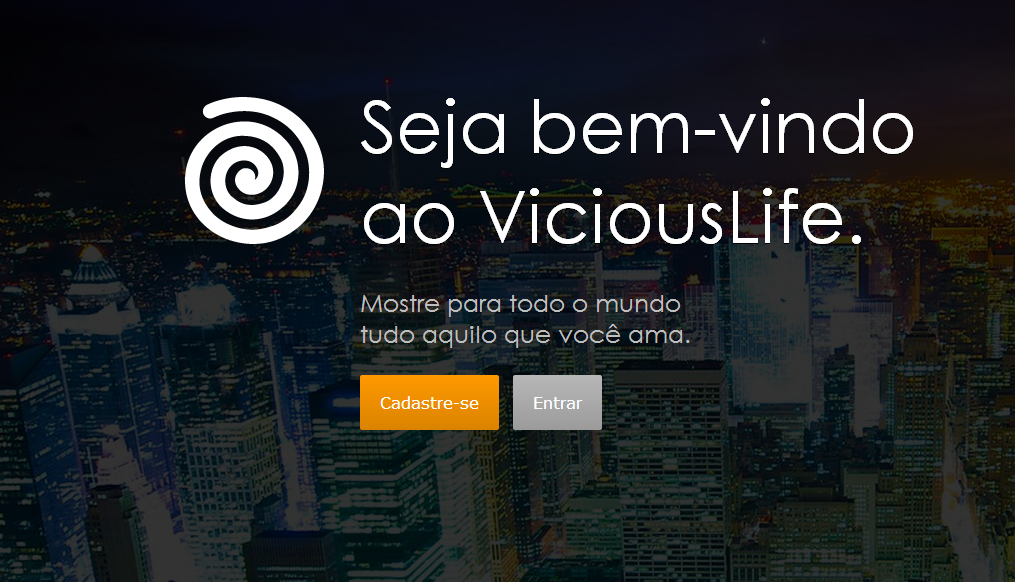 Seja bem-vindo
ao ViciousLife.
Mostre para todo o mundo
tudo aquilo que você ama.
Cadastre-se
Entrar